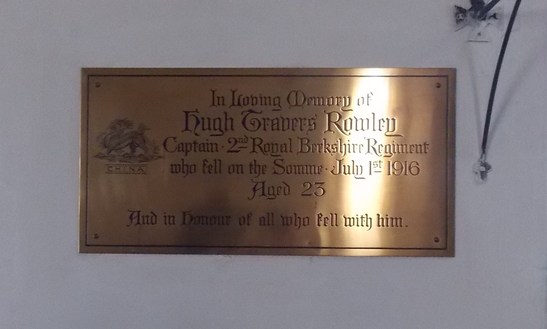 In Loving Memory of
Hugh Travers Rowley
Captain · 2nd Royal Berkshire Regiment
who fell on the Somme · July 1st 1916
Aged 23
And in Honour of all who fell with him.
CHINA